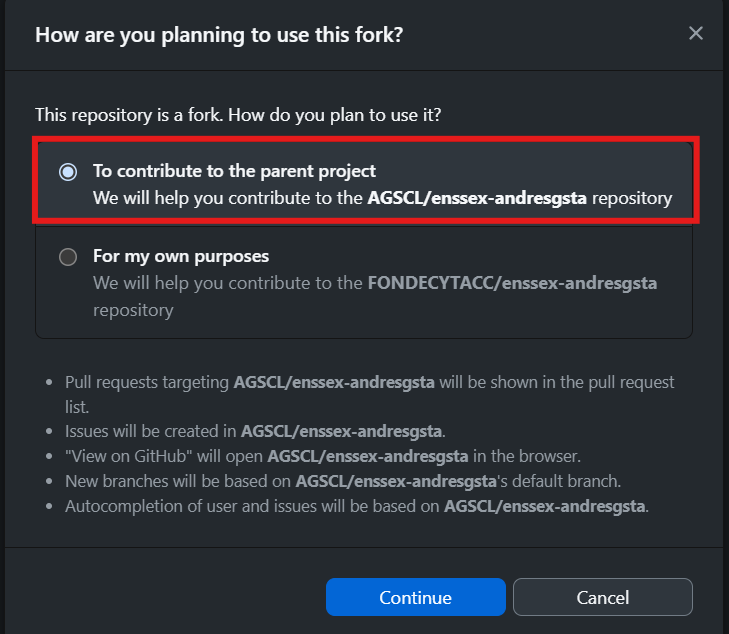 How are you planning to use this fork?
This repository is a fork. How do you plan to use it?
To contribute to the parent project
We will help you contribute to the AGSCL/enssex-andresgsta repository
For my own purposes
We will help you contribute to the FONDECYTACC/enssex-andresgsta
repository
• Pull requests targeting AGSCL/enssex-andresgsta will be shown in the pull request
list.
• Issues will be created in AGSCL/enssex-andresgsta.
• "View on GitHub" will open AGSCL/enssex-andresgsta in the browser.
• New branches will be based on AGSCL/enssex-andresgsta's default branch.
• Autocompletion of user and issues will be based on AGSCL/enssex-andresgsta.
Continue
Cancel